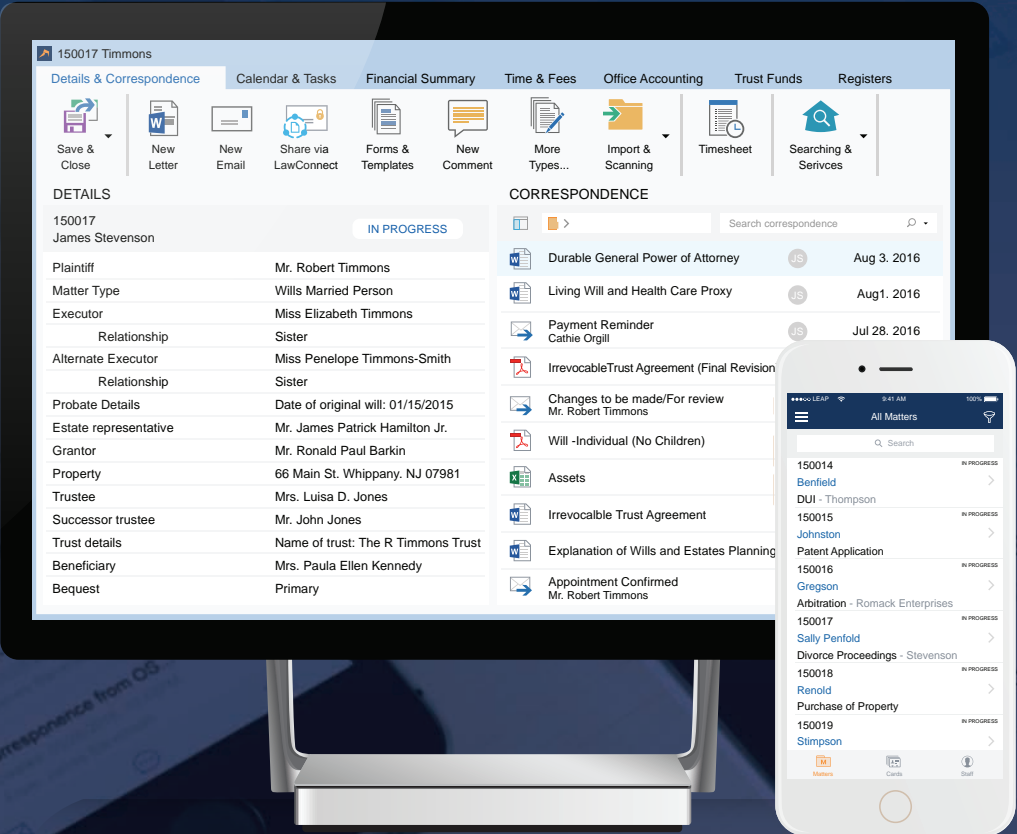 150017 Timmons
Details & Correspondence Calendar & Tasks Financial Summary Time & Fees Office Accounting Trust Funds Registers
Save & Close
New Letter
New Email
Share via LawConnect
Forms & Templates
New Comment
More Types...
Import & Scanning
Timesheet
Searching & Serivces
DETAILS
150017
James Stevenson
IN PROGRESS
Plaintiff Mr. Robert Timmons
Matter Type Wills Married Person
Executor Miss Elizabeth Timmons
Relationship Sister
Alternate Executor Miss Penelope Timmons-Smith
Relationship Sister
Probate Details Date of original will: 01/15/2015
Estate representative Mr. James Patrick Hamilton Jr.
Grantor Mr. Ronald Paul Barkin
Property 66 Main St. Whippany. NJ 07981
Trustee Mrs. Luisa D. Jones
Successor trustee Mr. John Jones
Trust details Name of trust: The R Timmons Trust
Beneficiary Mrs. Paula Ellen Kennedy
Bequest Primary
CORRESPONDENCE
Search correspondence
Durable General Power of Attorney JS Aug 3. 2016
Living Will and Health Care Proxy JS Aug1. 2016
Payment Reminder JS Jul 28. 2016
Cathie Orgill
IrrevocableTrust Agreement (Final Revision
Changes to be made/For review
Mr. Robert Timmons
Will -Individual (No Children)
Assets
Irrevocalble Trust Agreement
Explanation of Wills and Estates Planning
Appointment Confirmed
Mr. Robert Timmons
LEAP 9:41 AM 100%
All Matters
Search
150014 IN PROGRESS
Benfield
DUI - Thompson
150015 IN PROGRESS
Johnston
Patent Application
150016 IN PROGRESS
Gregson
Arbitration - Romack Enterprises
150017 IN PROGRESS
Sally Penfold
Divorce Proceedings - Stevenson
150018 IN PROGRESS
Renold
Purchase of Property
150019 IN PROGRESS
Stimpson
Matters Cards Staff
from OS